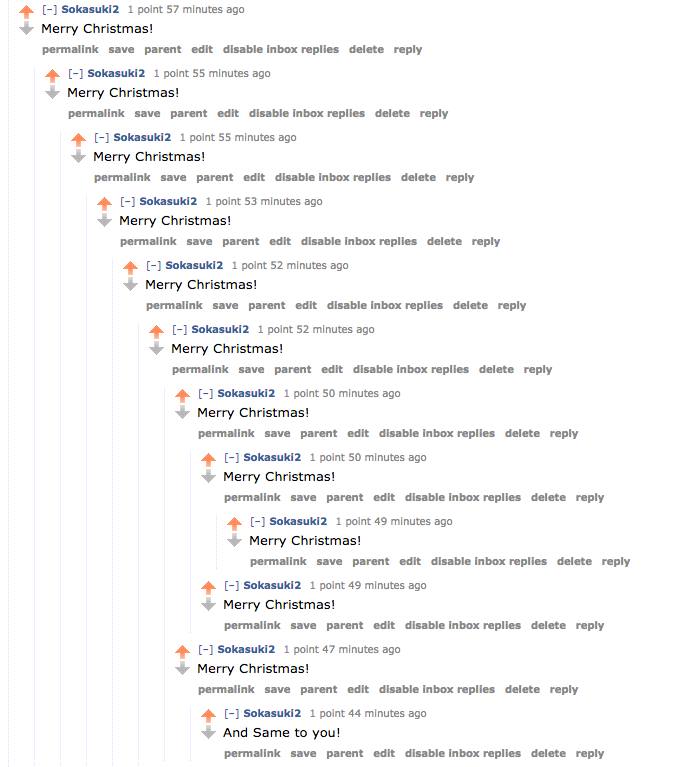 [–] Sokasuki2 1 point 57 minutes ago
Merry Christmas!
permalink save parent edit disable inbox replies delete reply
[–] Sokasuki2 1 point 55 minutes ago
Merry Christmas!
permalink save parent edit disable inbox replies delete reply
[–] Sokasuki2 1 point 55 minutes ago
Merry Christmas!
permalink save parent edit disable inbox replies delete reply
[–] Sokasuki2 1 point 53 minutes ago
Merry Christmas!
permalink save parent edit disable inbox replies delete reply
[–] Sokasuki2 1 point 52 minutes ago
Merry Christmas!
permalink save parent edit disable inbox replies delete reply
[–] Sokasuki2 1 point 52 minutes ago
Merry Christmas!
permalink save parent edit disable inbox replies delete reply
[–] Sokasuki2 1 point 50 minutes ago
Merry Christmas!
permalink save parent edit disable inbox replies delete reply
[–] Sokasuki2 1 point 50 minutes ago
Merry Christmas!
permalink save parent edit disable inbox replies delete reply
[–] Sokasuki2 1 point 49 minutes ago
Merry Christmas!
permalink save parent edit disable inbox replies delete reply
[–] Sokasuki2 1 point 49 minutes ago
Merry Christmas!
permalink save parent edit disable inbox replies delete reply
[–] Sokasuki2 1 point 47 minutes ago
Merry Christmas!
permalink save parent edit disable inbox replies delete reply
[–] Sokasuki2 1 point 44 minutes ago
And Same to you!
permalink save parent edit disable inbox replies delete reply